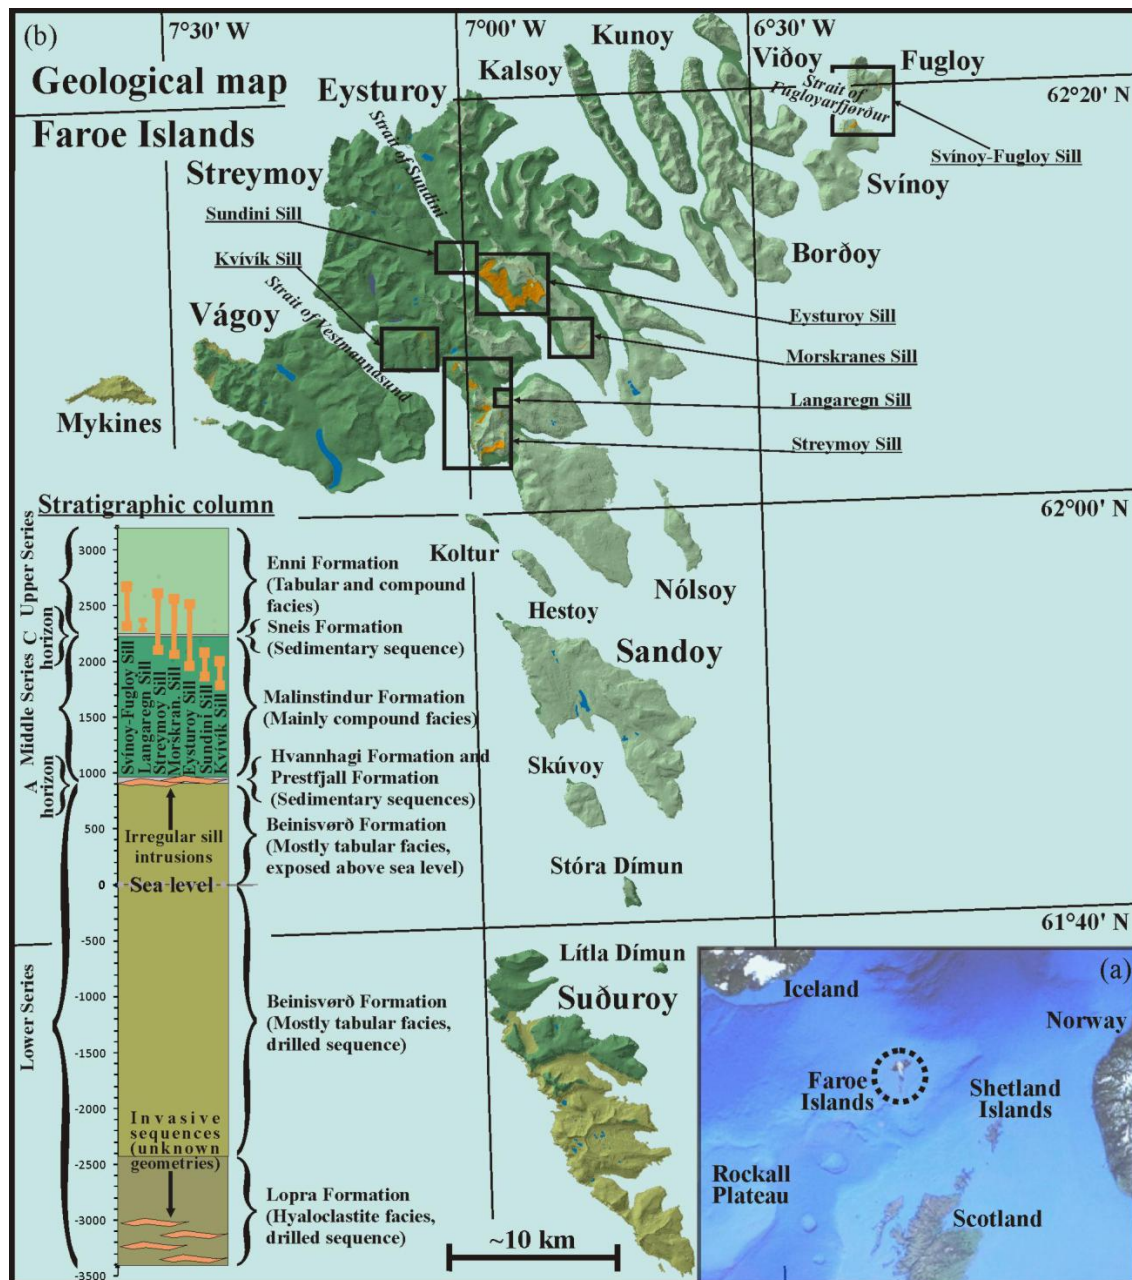 (b)
7°30' W
7°00' W
6°30' W
Geological map
Faroe Islands
Eysturoy
Kalsoy
Kunoy
Viðoy
Fugloy
62°20' N
Strait of
Fugloyarfjørður
Svínoy-Fugloy Sill
Svínoy
Borðoy
Strait of Sundini
Streymoy
Sundini Sill
Kvívík Sill
Strait of Vestmannasund
Vágoy
Mykines
Eysturoy Sill
Morskranes Sill
Langaregn Sill
Streymoy Sill
62°00' N
Koltur
Hestoy
Nólsoy
Sandoy
Skúvoy
Stóra Dímun
61°40' N
Lítla Dímun
Suðuroy
~10 km
Stratigraphic column
Upper Series
C
horizon
Middle Series
A
horizon
Lower Series
3000
2500
2000
1500
1000
500
0
-500
-1000
-1500
-2000
-2500
-3000
-3500
Svínoy-Fugloy Sill
Langaregn Sill
Streymoy Sill
Morskran. Sill
Eysturoy Sill
Sundini Sill
Kvívík Sill
Irregular sill
intrusions
Sea level
Invasive
sequences
(unknown
geometries)
Enni Formation
(Tabular and compound
facies)
Sneis Formation
(Sedimentary sequence)
Malinstindur Formation
(Mainly compound facies)
Hvannhagi Formation and
Prestfjall Formation
(Sedimentary sequences)
Beinisvørð Formation
(Mostly tabular facies,
exposed above sea level)
Beinisvørð Formation
(Mostly tabular facies,
drilled sequence)
Lopra Formation
(Hyaloclastite facies,
drilled sequence)
(a)
Iceland
Norway
Faroe
Islands
Shetland
Islands
Rockall
Plateau
Scotland